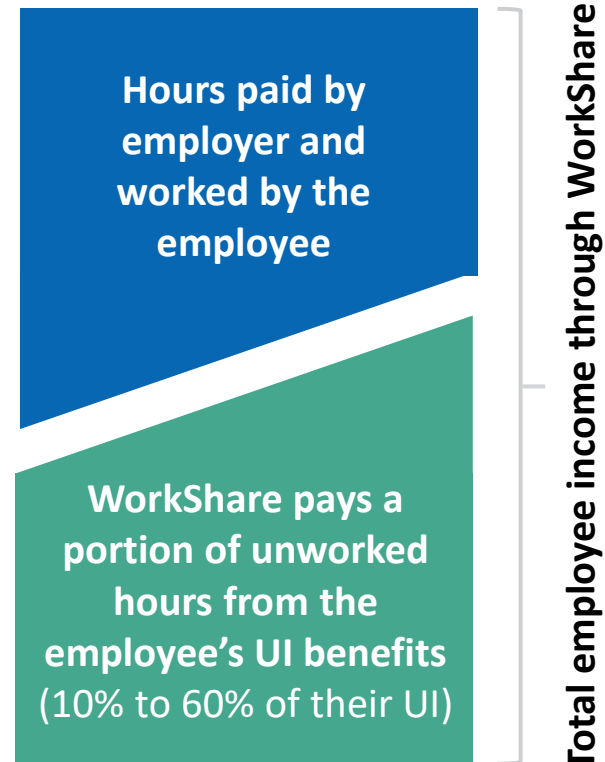 Hours paid by
employer and
worked by the
employee
WorkShare pays a
portion of unworked
hours from the
employee’s UI benefits
(10% to 60% of their UI)
Total employee income through WorkShare